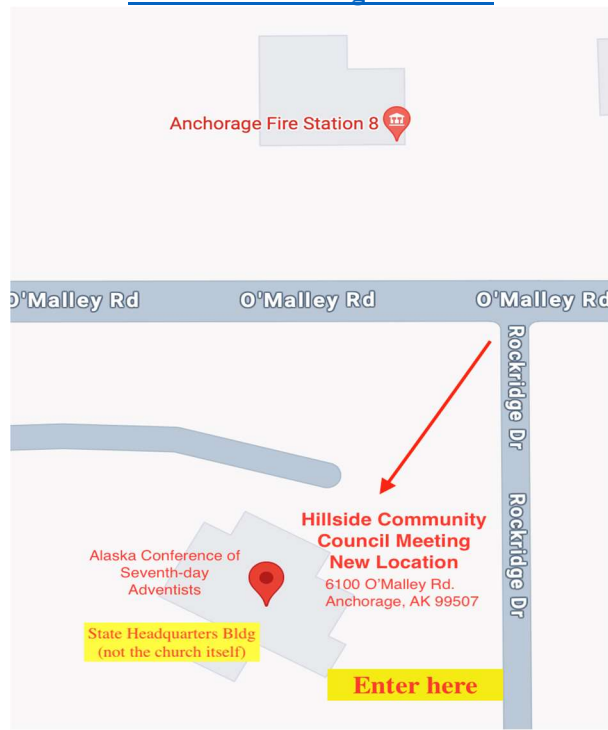 Anchorage Fire Station 8
O'Malley Rd
O'Malley Rd
O'Malley Rd
Rockridge Dr
Rockridge Dr
Hillside Community
Council Meeting
New Location
6100 O'Malley Rd.
Anchorage, AK 99507
Alaska Conference of
Seventh-day
Adventists
State Headquarters Bldg
(not the church itself)
Enter here